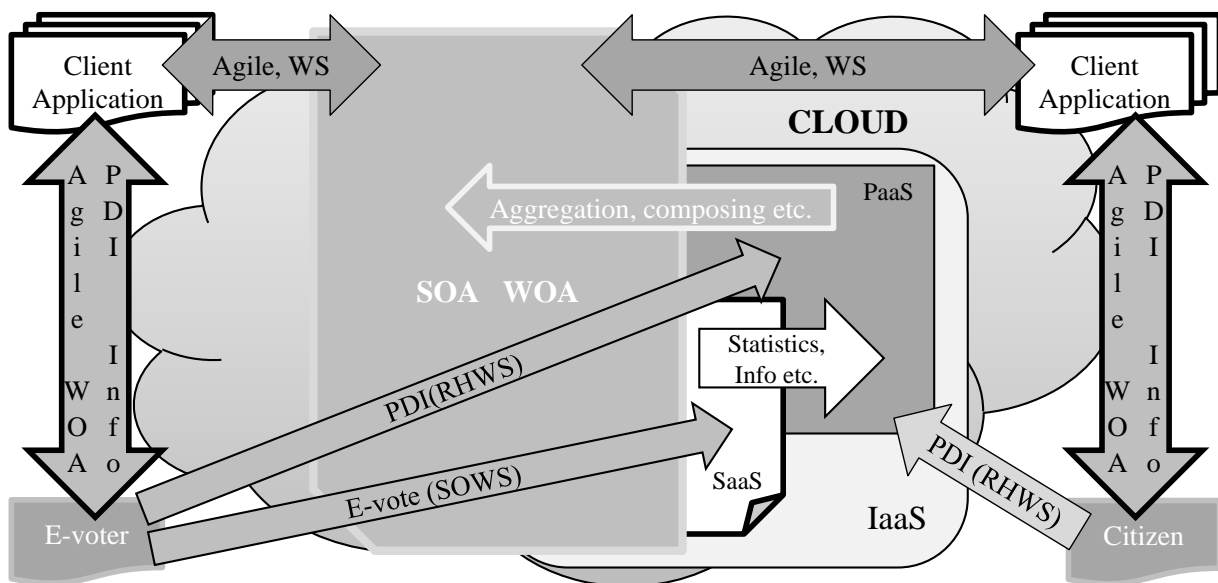 Client
Application
Agile, WS
Agile, WS
Client
Application
CLOUD
PaaS
Aggregation, composing etc.
SOA WOA
Statistics,
Info etc.
PDI(RHWS)
E-vote (SOWS)
SaaS
IaaS
PDI (RHWS)
Agile WOA
PDI Info
Agile WOA
PDI Info
E-voter
Citizen